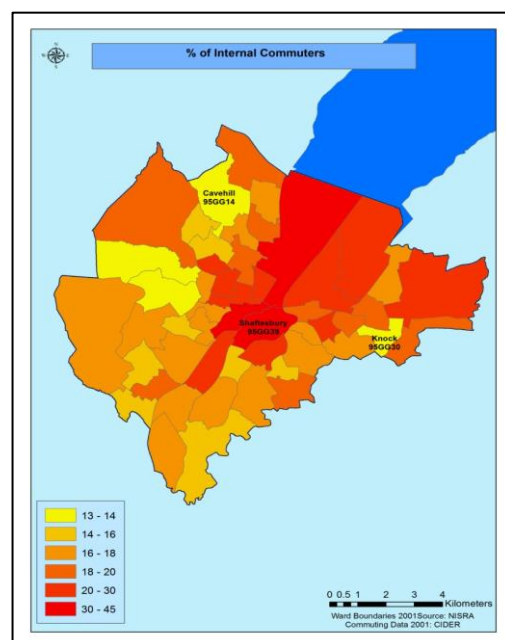 % of Internal Commuters
Cavehill
95GG14
Shaftesbury
95GG39
Knock
95GG30
13 - 14
14 - 16
16 - 18
18 - 20
20 - 30
30 - 45
0 0.5 1 2 3 4
Kilometers
Ward Boundaries 2001Source: NISRA
Commuting Data 2001: CIDER